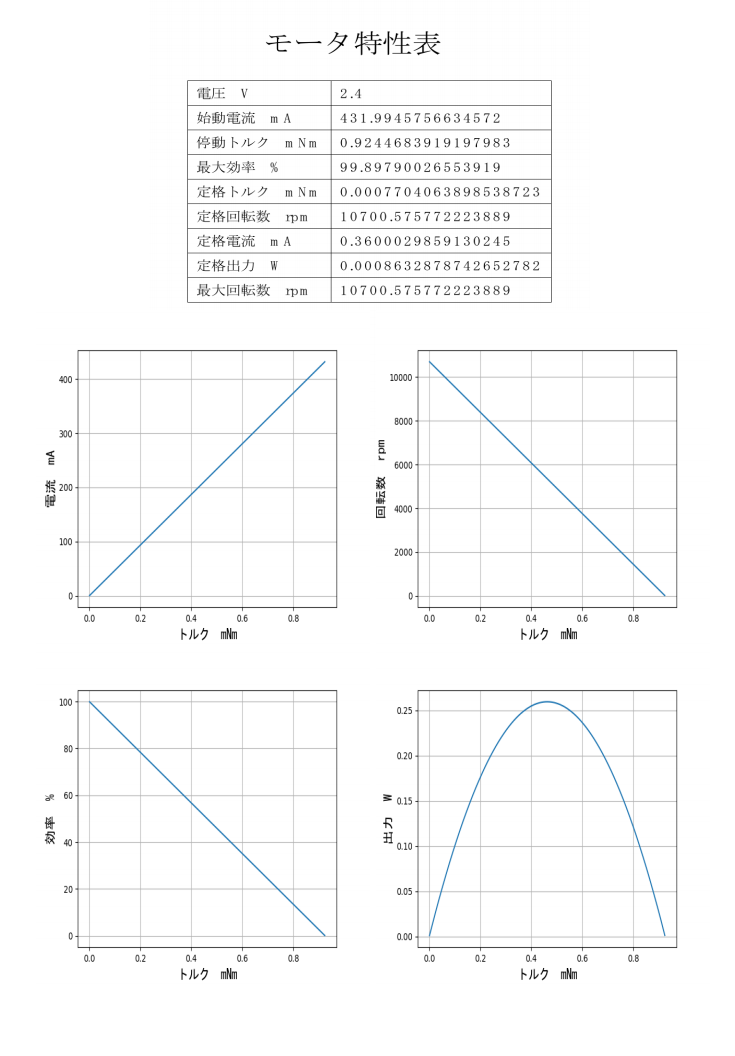 モータ特性表
電圧　V 2.4
始動電流　mA 431.9945756634572
停動トルク　mNm 0.9244683919197983
最大効率　% 99.89790026553919
定格トルク　mNm 0.0007704063898538723
定格回転数　rpm 10700.575772223889
定格電流　mA 0.3600029859130245
定格出力　W 0.0008632878742652782
最大回転数　rpm 10700.575772223889
電流　mA
400
300
200
100
0
0.0 0.2 0.4 0.6 0.8
トルク　mNm
回転数　rpm
10000
8000
6000
4000
2000
0
0.0 0.2 0.4 0.6 0.8
トルク　mNm
効率　%
100
80
60
40
20
0
0.0 0.2 0.4 0.6 0.8
トルク　mNm
出力　W
0.25
0.20
0.15
0.10
0.05
0.00
0.0 0.2 0.4 0.6 0.8
トルク　mNm